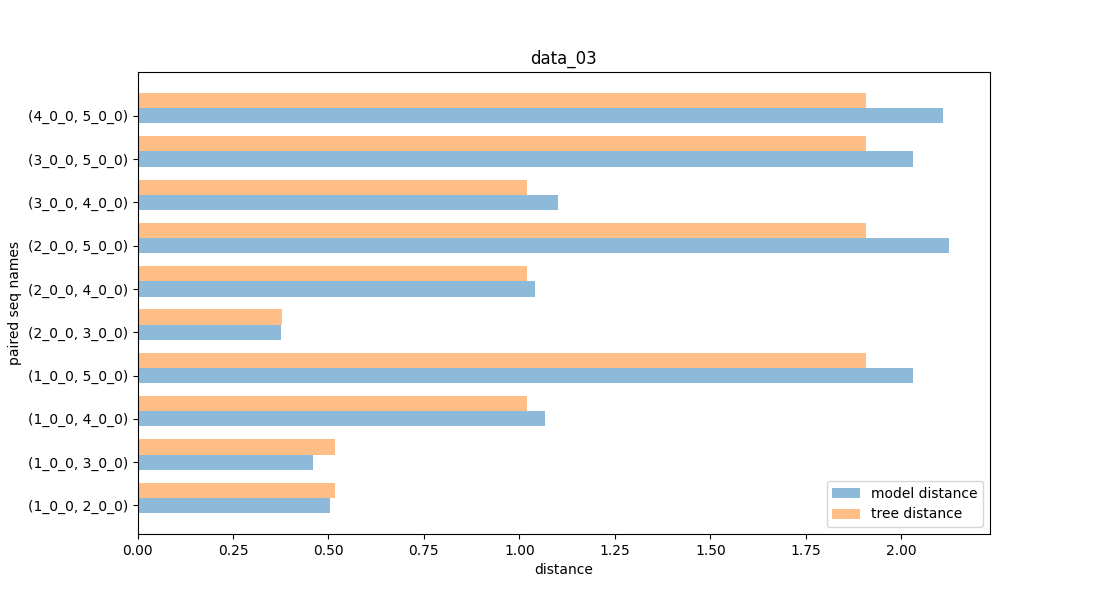 data_03
paired seq names
(4_0_0, 5_0_0)
(3_0_0, 5_0_0)
(3_0_0, 4_0_0)
(2_0_0, 5_0_0)
(2_0_0, 4_0_0)
(2_0_0, 3_0_0)
(1_0_0, 5_0_0)
(1_0_0, 4_0_0)
(1_0_0, 3_0_0)
(1_0_0, 2_0_0)
model distance
tree distance
0.00 0.25 0.50 0.75 1.00 1.25 1.50 1.75 2.00
distance